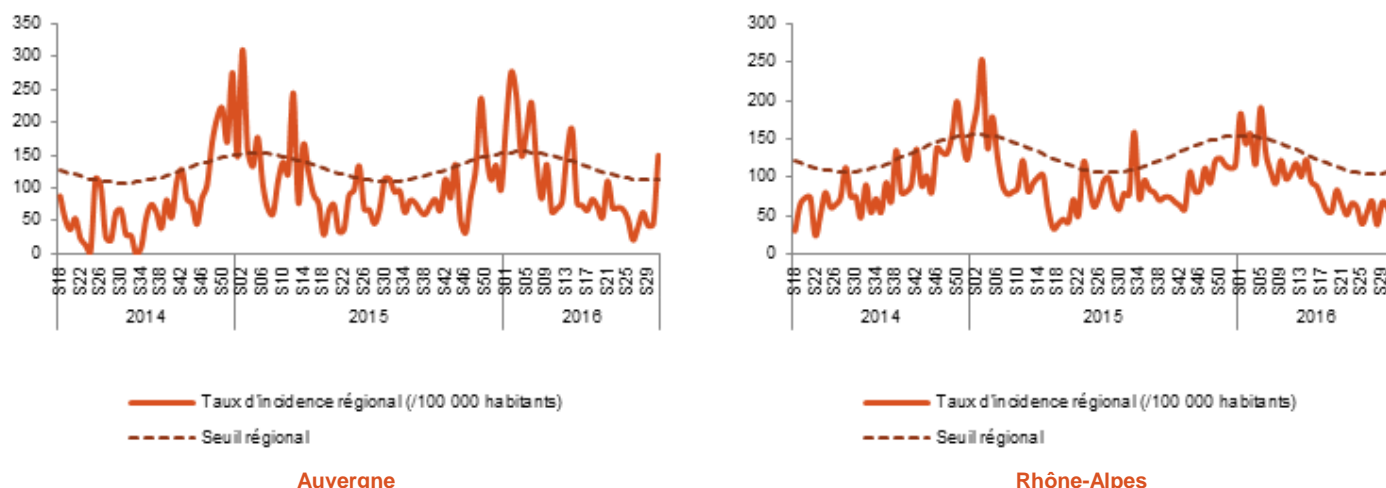 350
300
250
200
150
100
50
0
S18
S22
S26
S30
S34
S38
S42
S46
S50
S02
S06
S10
S14
S18
S22
S26
S30
S34
S38
S42
S46
S50
S01
S05
S09
S13
S17
S21
S25
S29
2014
2015
2016
Taux d'incidence régional (/100 000 habitants)
Seuil régional
Auvergne
300
250
200
150
100
50
0
S18
S22
S26
S30
S34
S38
S42
S46
S50
S02
S06
S10
S14
S18
S22
S26
S30
S34
S38
S42
S46
S50
S01
S05
S09
S13
S17
S21
S25
S29
2014
2015
2016
Taux d'incidence régional (/100 000 habitants)
Seuil régional
Rhône-Alpes